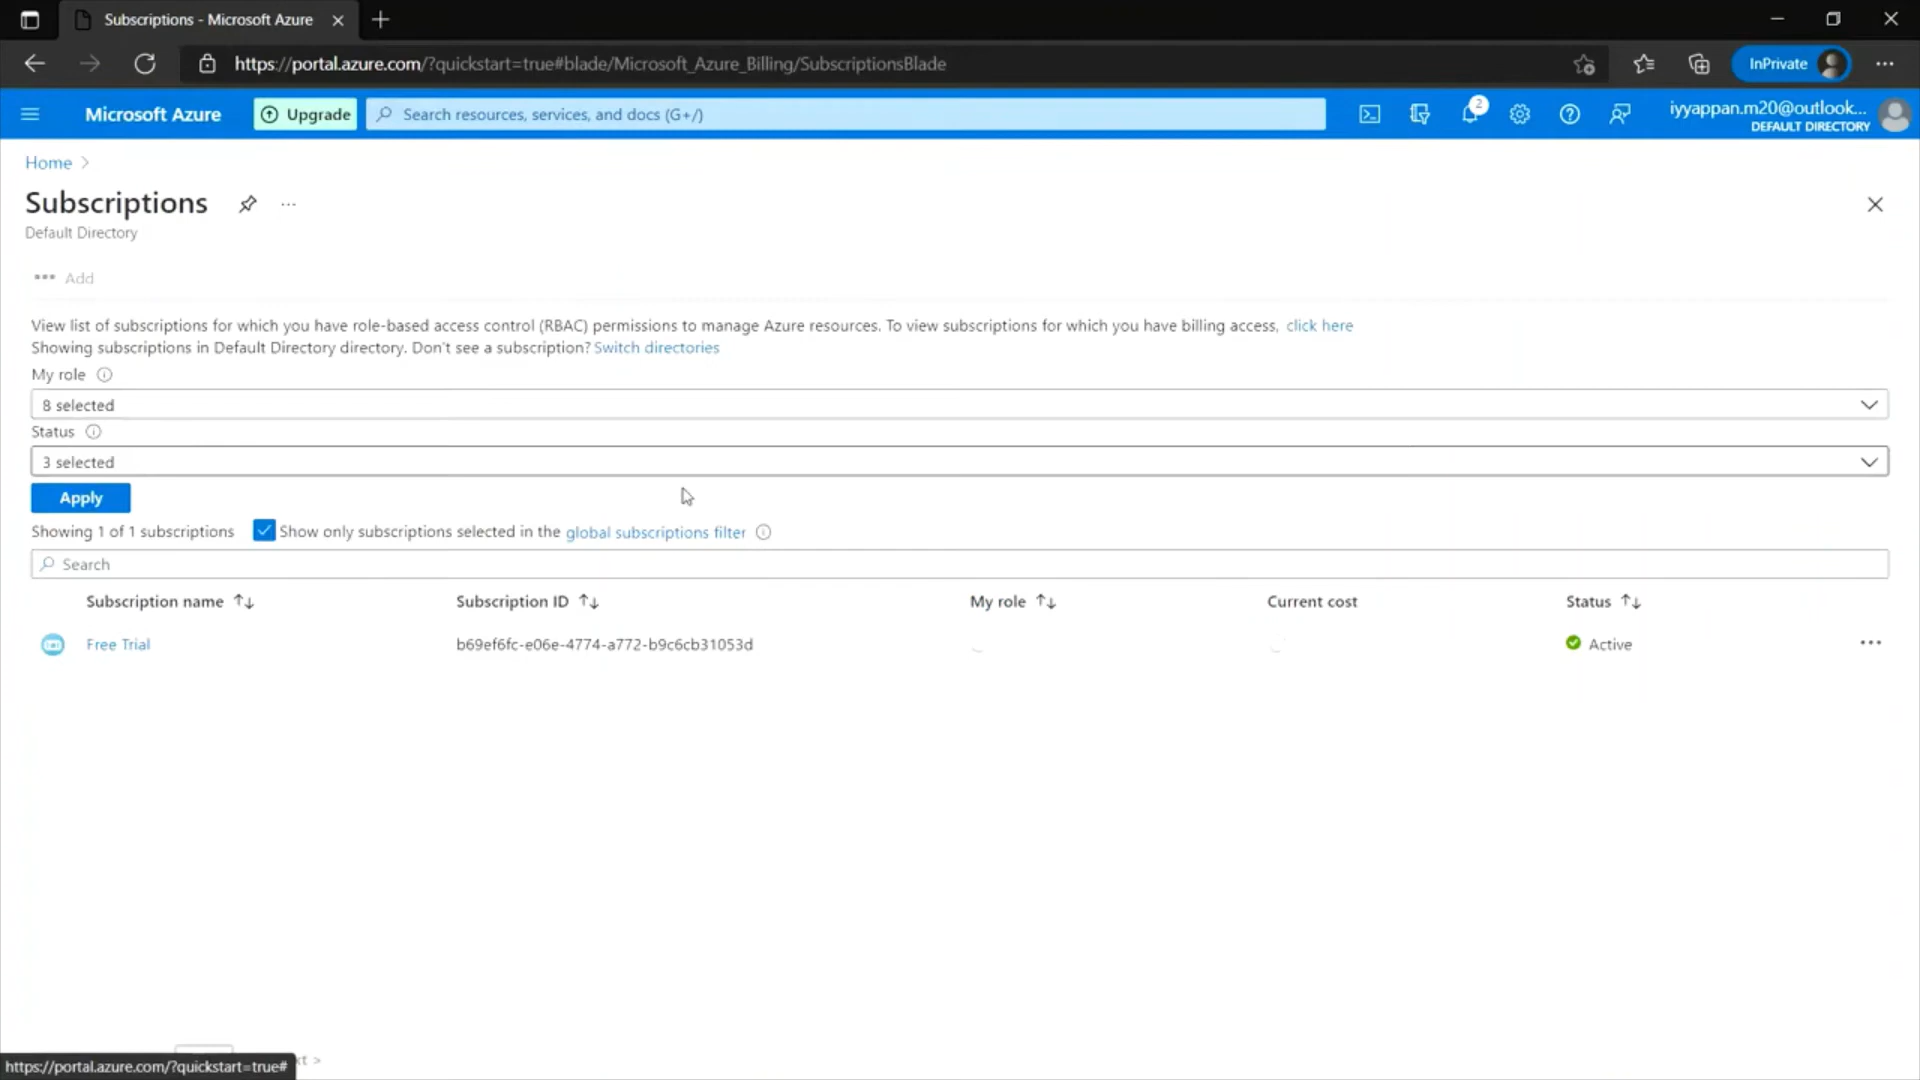 Subscriptions - Microsoft Azure
https://portal.azure.com/?quickstart=true#blade/Microsoft_Azure_Billing/SubscriptionsBlade
InPrivate
Microsoft Azure
Upgrade
Search resources, services, and docs (G+/)
2
iyyappan.m20@outlook...
DEFAULT DIRECTORY
Home >
Subscriptions
...
Default Directory
Add
View list of subscriptions for which you have role-based access control (RBAC) permissions to manage Azure resources. To view subscriptions for which you have billing access, click here
Showing subscriptions in Default Directory directory. Don't see a subscription? Switch directories
My role
8 selected
Status
3 selected
Apply
Showing 1 of 1 subscriptions Show only subscriptions selected in the global subscriptions filter
Search
Subscription name Subscription ID My role Current cost Status
Free Trial b69ef6fc-e06e-4774-a772-b9c6cb31053d Active
https://portal.azure.com/?quickstart=true#